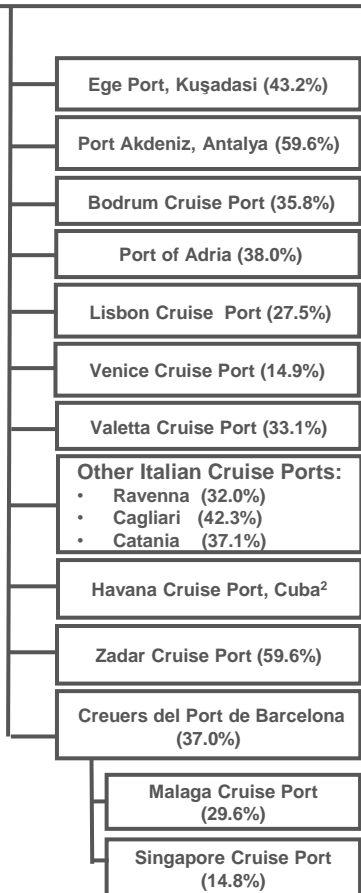 Ege Port, Kuşadasi (43.2%)
Port Akdeniz, Antalya (59.6%)
Bodrum Cruise Port (35.8%)
Port of Adria (38.0%)
Lisbon Cruise Port (27.5%)
Venice Cruise Port (14.9%)
Valetta Cruise Port (33.1%)
Other Italian Cruise Ports:
• Ravenna (32.0%)
• Cagliari (42.3%)
• Catania (37.1%)
Havana Cruise Port, Cuba²
Zadar Cruise Port (59.6%)
Creuers del Port de Barcelona
(37.0%)
Malaga Cruise Port
(29.6%)
Singapore Cruise Port
(14.8%)